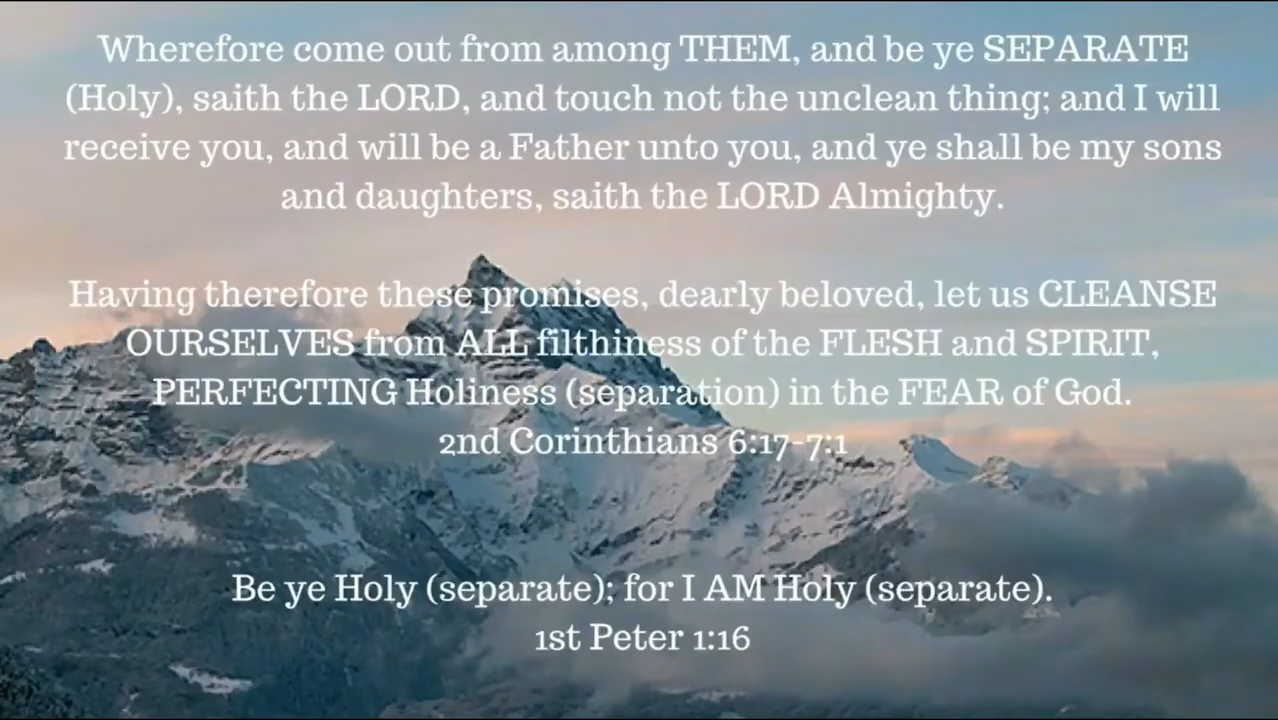 Wherefore come out from among THEM, and be ye SEPARATE
(Holy), saith the LORD, and touch not the unclean thing; and I will
receive you, and will be a Father unto you, and ye shall be my sons
and daughters, saith the LORD Almighty.
Having therefore these promises, dearly beloved, let us CLEANSE
OURSELVES from ALL filthiness of the FLESH and SPIRIT,
PERFECTING Holiness (separation) in the FEAR of God.
2nd Corinthians 6:17-7:1
Be ye Holy (separate); for I AM Holy (separate).
1st Peter 1:16